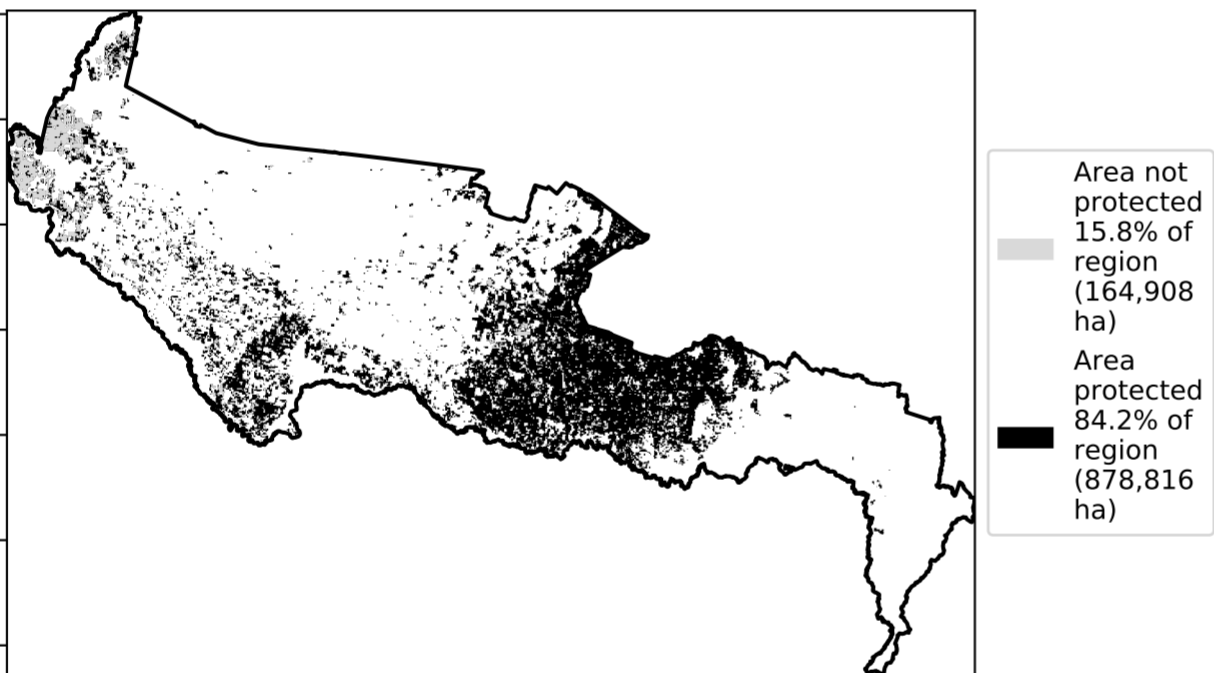 Area not
protected
15.8% of
region
(164,908
ha)
Area
protected
84.2% of
region
(878,816
ha)